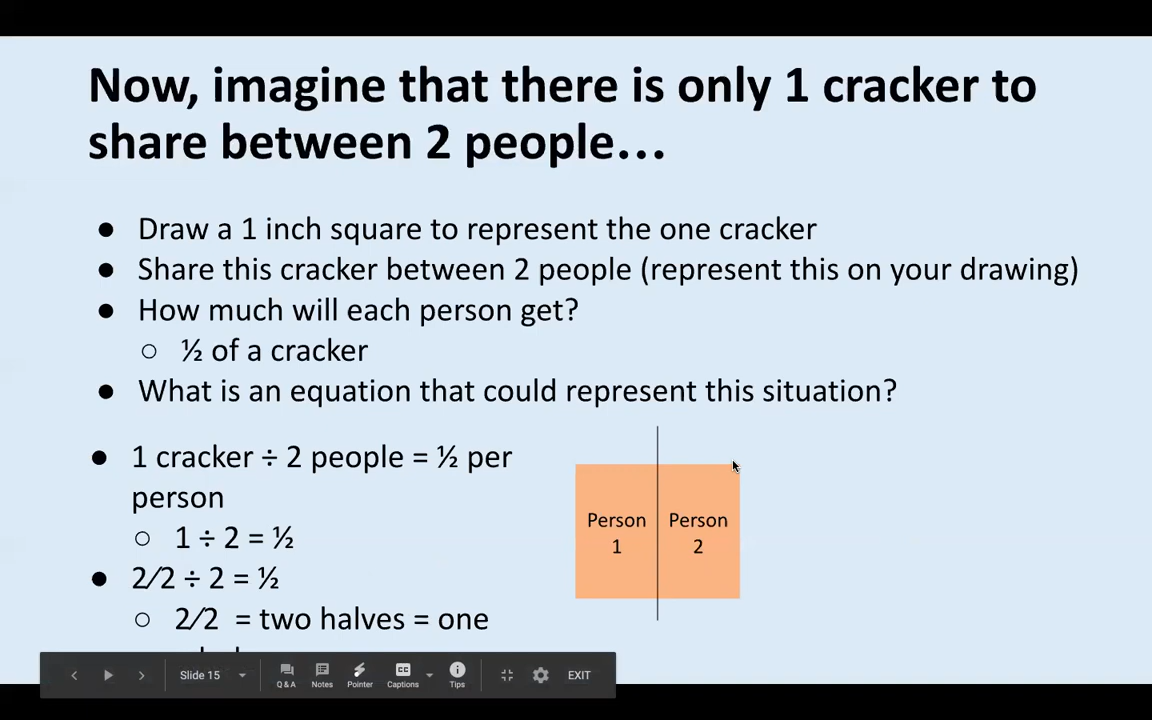 Now, imagine that there is only 1 cracker to
share between 2 people…
● Draw a 1 inch square to represent the one cracker
● Share this cracker between 2 people (represent this on your drawing)
● How much will each person get?
○ ½ of a cracker
● What is an equation that could represent this situation?
● 1 cracker ÷ 2 people = ½ per
person
○ 1 ÷ 2 = ½
● 2⁄2 ÷ 2 = ½
○ 2⁄2 = two halves = one
Person
1
Person
2
Slide 15
Q & A
Notes
Pointer
CC
Captions
Tips
EXIT